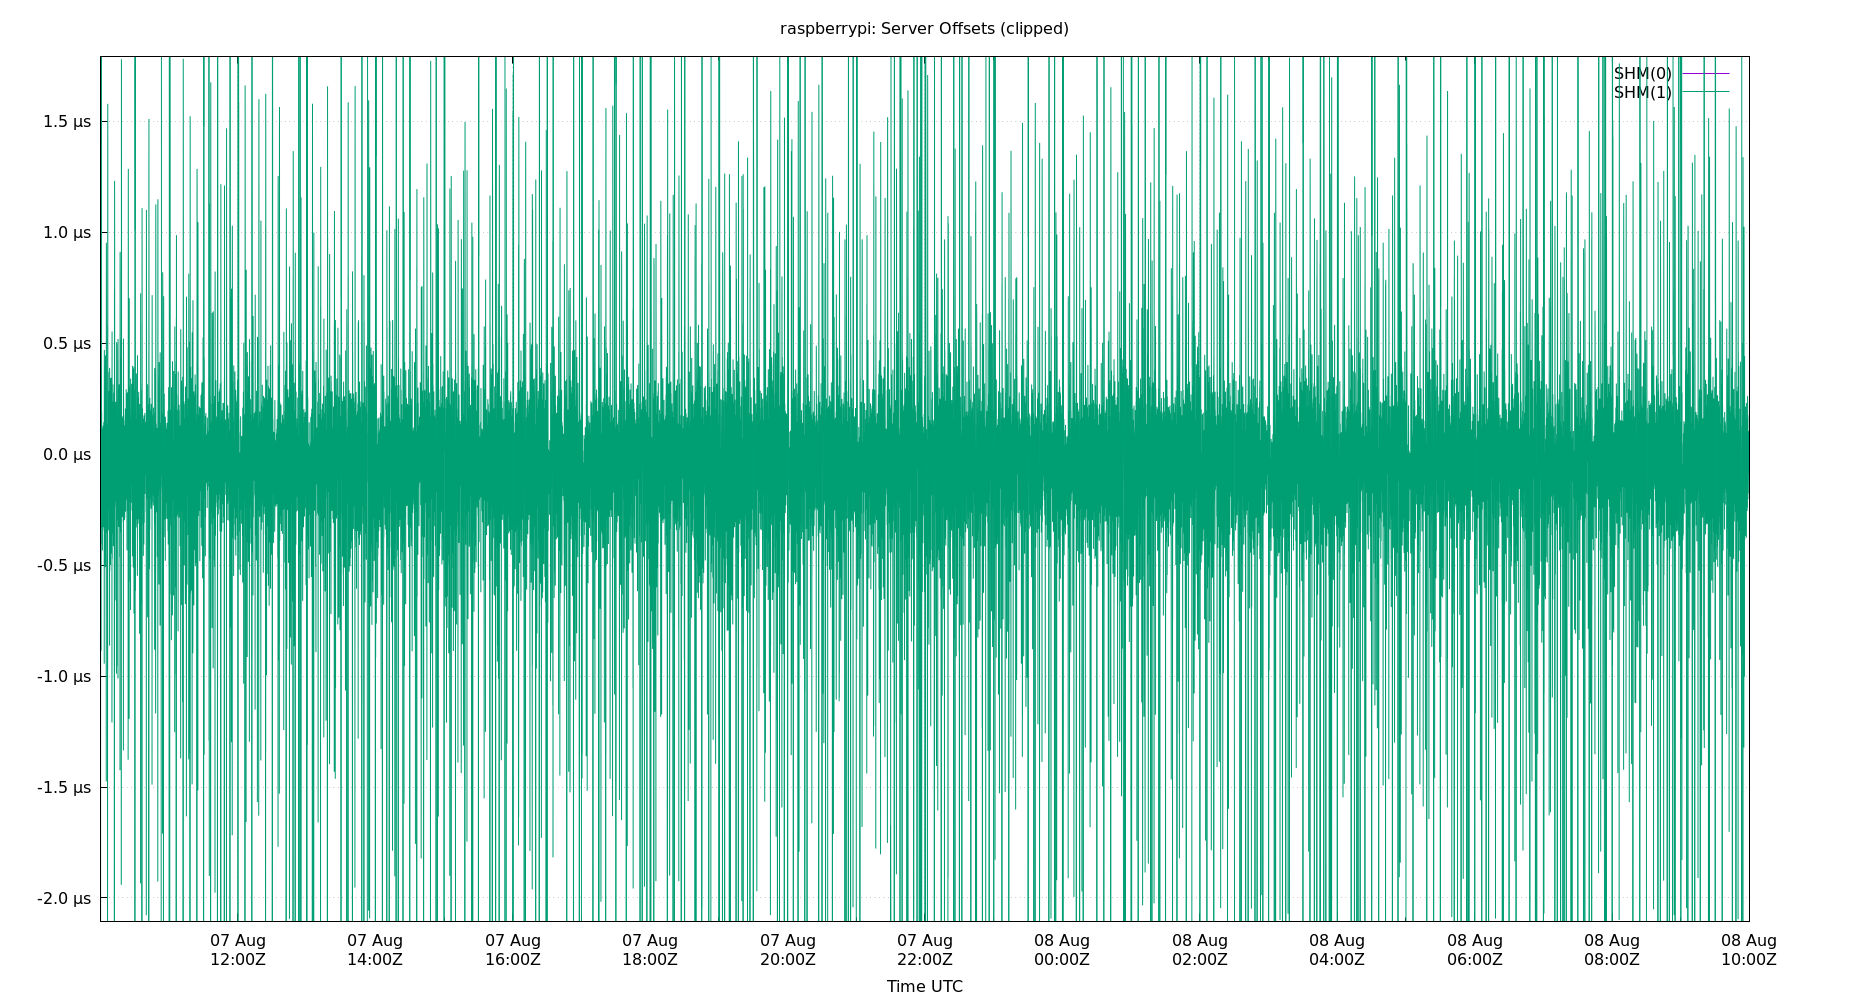 raspberrypi: Server Offsets (clipped)
SHM(0)
SHM(1)
1.5 µs
1.0 µs
0.5 µs
0.0 µs
-0.5 µs
-1.0 µs
-1.5 µs
-2.0 µs
07 Aug 07 Aug 07 Aug 07 Aug 07 Aug 07 Aug 08 Aug 08 Aug 08 Aug 08 Aug 08 Aug 08 Aug
12:00Z 14:00Z 16:00Z 18:00Z 20:00Z 22:00Z 00:00Z 02:00Z 04:00Z 06:00Z 08:00Z 10:00Z
Time UTC